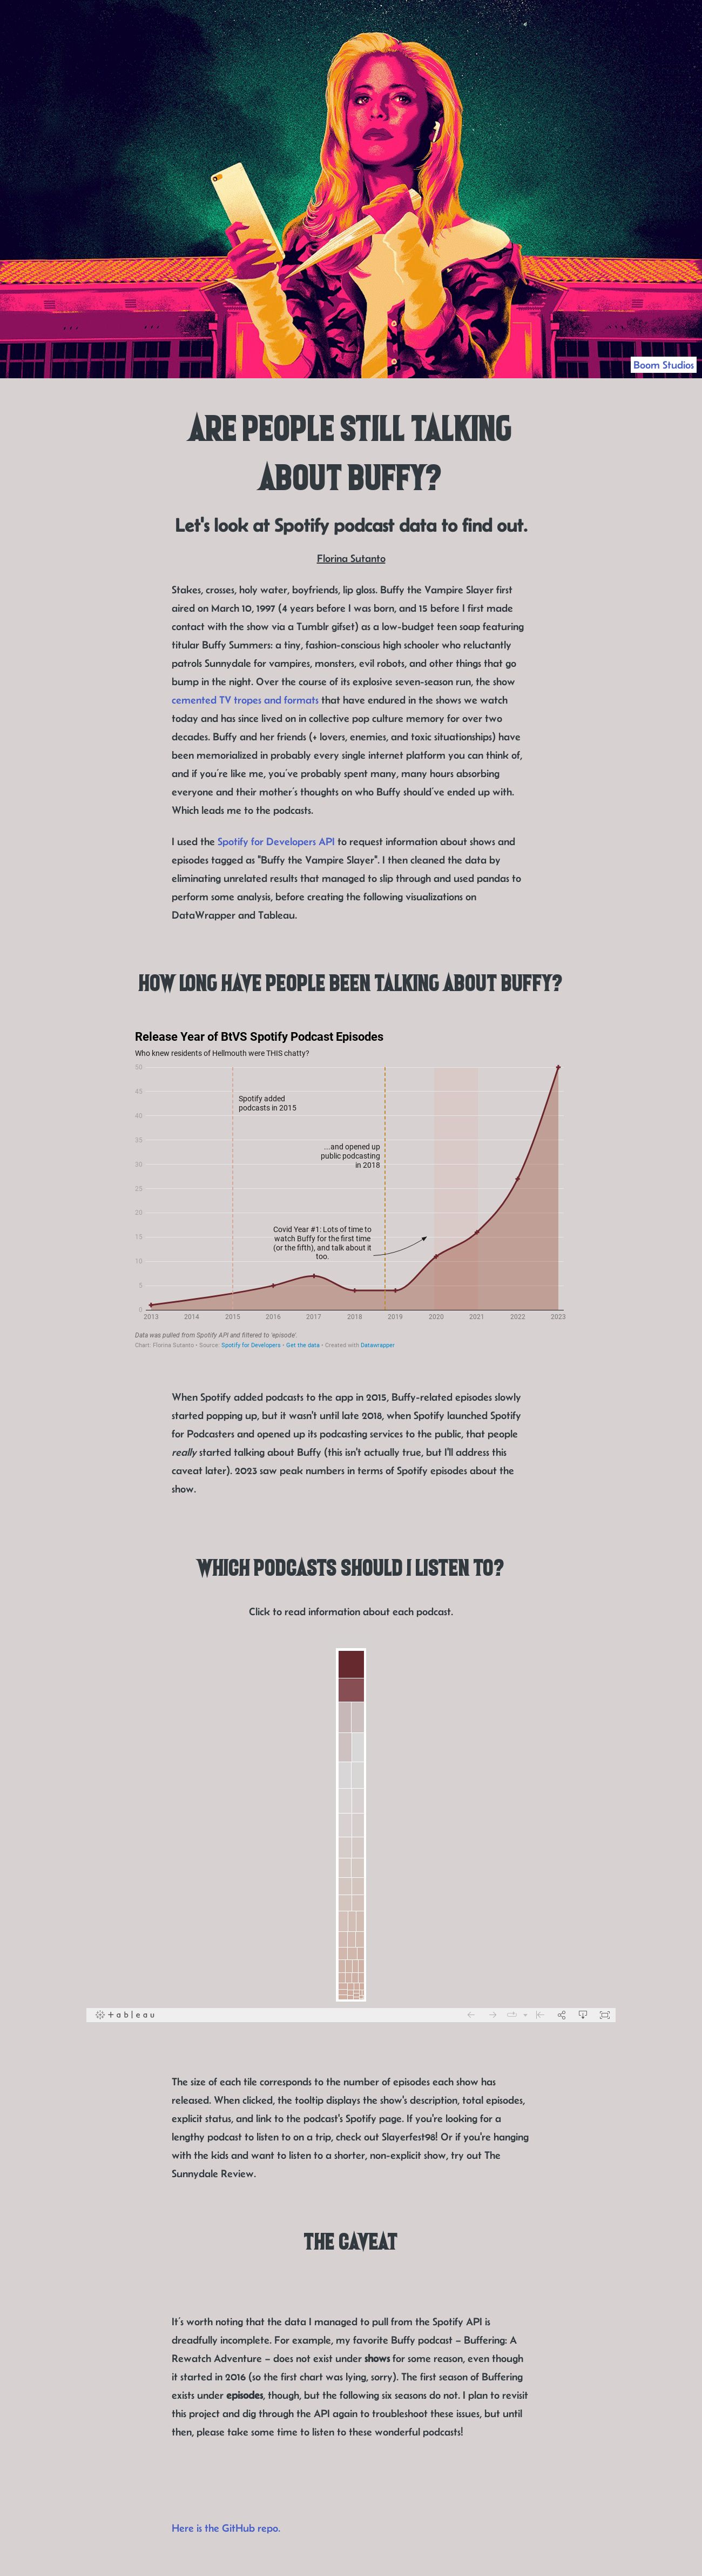 Boom Studios
ARE PEOPLE STILL TALKING
ABOUT BUFFY?
Let's look at Spotify podcast data to find out.
Florina Sutanto
Stakes, crosses, holy water, boyfriends, lip gloss. Buffy the Vampire Slayer first
aired on March 10, 1997 (4 years before I was born, and 15 before I first made
contact with the show via a Tumblr gifset) as a low-budget teen soap featuring
titular Buffy Summers: a tiny, fashion-conscious high schooler who reluctantly
patrols Sunnydale for vampires, monsters, evil robots, and other things that go
bump in the night. Over the course of its explosive seven-season run, the show
cemented TV tropes and formats that have endured in the shows we watch
today and has since lived on in collective pop culture memory for over two
decades. Buffy and her friends (+ lovers, enemies, and toxic situationships) have
been memorialized in probably every single internet platform you can think of,
and if you're like me, you've probably spent many, many hours absorbing
everyone and their mother's thoughts on who Buffy should've ended up with.
Which leads me to the podcasts.
I used the Spotify for Developers API to request information about shows and
episodes tagged as "Buffy the Vampire Slayer". I then cleaned the data by
eliminating unrelated results that managed to slip through and used pandas to
perform some analysis, before creating the following visualizations on
DataWrapper and Tableau.
HOW LONG HAVE PEOPLE BEEN TALKING ABOUT BUFFY?
Release Year of BtVS Spotify Podcast Episodes
Who knew residents of Hellmouth were THIS chatty?
50
45
40
35
30
25
20
15
10
5
0
Spotify added
podcasts in 2015
...and opened up
public podcasting
in 2018
Covid Year #1: Lots of time to
watch Buffy for the first time
(or the fifth), and talk about it
too.
2013 2014 2015 2016 2017 2018 2019 2020 2021 2022 2023
Data was pulled from Spotify API and filtered to 'episode'.
Chart: Florina Sutanto • Source: Spotify for Developers • Get the data • Created with Datawrapper
When Spotify added podcasts to the app in 2015, Buffy-related episodes slowly
started popping up, but it wasn't until late 2018, when Spotify launched Spotify
for Podcasters and opened up its podcasting services to the public, that people
really started talking about Buffy (this isn't actually true, but I'll address this
caveat later). 2023 saw peak numbers in terms of Spotify episodes about the
show.
WHICH PODCASTS SHOULD I LISTEN TO?
Click to read information about each podcast.
+ableau
The size of each tile corresponds to the number of episodes each show has
released. When clicked, the tooltip displays the show's description, total episodes,
explicit status, and link to the podcast's Spotify page. If you're looking for a
lengthy podcast to listen to on a trip, check out Slayerfest98! Or if you're hanging
with the kids and want to listen to a shorter, non-explicit show, try out The
Sunnydale Review.
THE CAVEAT
It's worth noting that the data I managed to pull from the Spotify API is
dreadfully incomplete. For example, my favorite Buffy podcast – Buffering: A
Rewatch Adventure – does not exist under shows for some reason, even though
it started in 2016 (so the first chart was lying, sorry). The first season of Buffering
exists under episodes, though, but the following six seasons do not. I plan to revisit
this project and dig through the API again to troubleshoot these issues, but until
then, please take some time to listen to these wonderful podcasts!
Here is the GitHub repo.